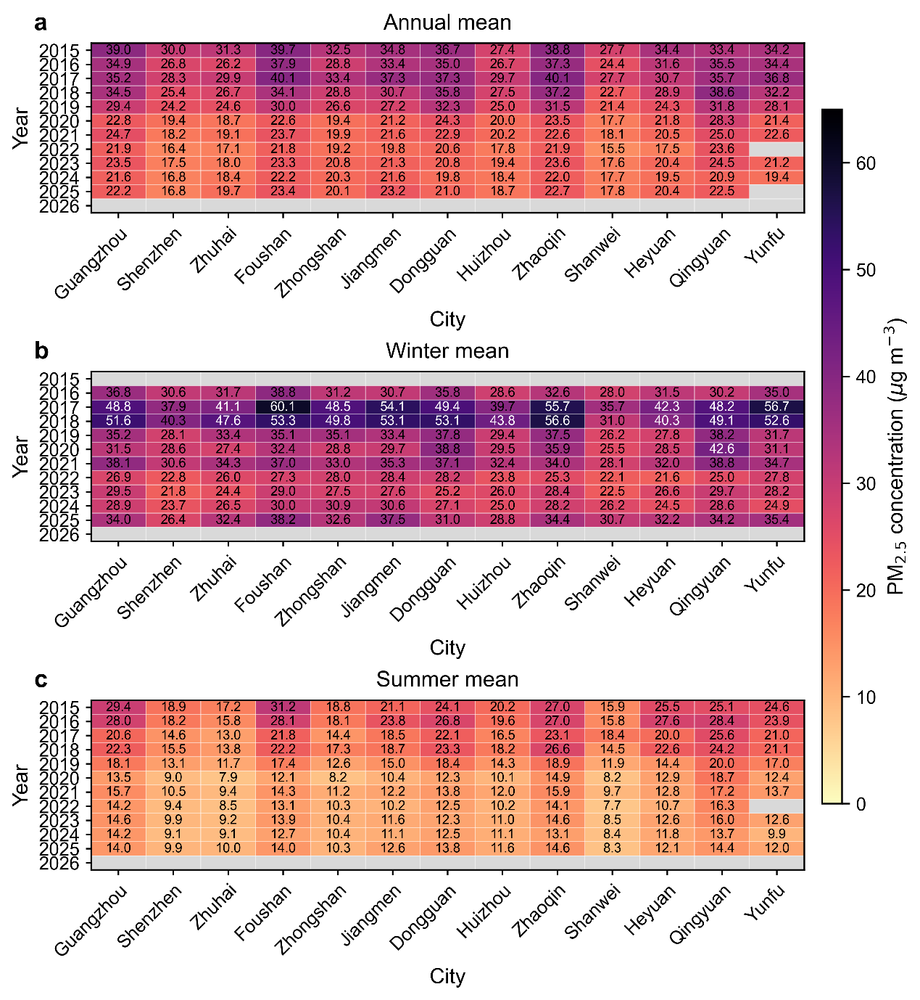 a
Annual mean
2015 39.0 30.0 31.3 39.7 32.5 34.8 36.7 27.4 38.8 27.7 34.4 33.4 34.2
2016 34.9 26.8 26.2 37.9 28.8 33.4 35.0 26.7 37.3 24.4 31.6 35.5 34.4
2017 35.2 28.3 29.9 40.1 33.4 37.3 37.3 29.7 40.1 27.7 30.7 35.7 36.8
2018 34.5 25.4 26.7 34.1 28.8 30.7 35.8 27.5 37.2 22.7 28.9 38.6 32.2
2019 29.4 24.2 24.6 30.0 26.6 27.2 32.3 25.0 31.5 21.4 24.3 31.8 28.1
2020 22.8 19.4 18.7 22.6 19.4 21.2 24.3 20.0 23.5 17.7 21.8 28.3 21.4
2021 24.7 18.2 19.1 23.7 19.9 21.6 22.9 20.2 22.6 18.1 20.5 25.0 22.6
2022 21.9 16.4 17.1 21.8 19.2 19.8 20.6 17.8 21.9 15.5 17.5 23.6
2023 23.5 17.5 18.0 23.3 20.8 21.3 20.8 19.4 23.6 17.6 20.4 24.5 21.2
2024 21.6 16.8 18.4 22.2 20.3 21.6 19.8 18.4 22.0 17.7 19.5 20.9 19.4
2025 22.2 16.8 19.7 23.4 20.1 23.2 21.0 18.7 22.7 17.8 20.4 22.5
2026
Year
Guangzhou Shenzhen Zhuhai Foushan Zhongshan Jiangmen Dongguan Huizhou Zhaoqin Shanwei Heyuan Qingyuan Yunfu
City
b
Winter mean
2015
2016 36.8 30.6 31.7 38.8 31.2 30.7 35.8 28.6 32.6 28.0 31.5 30.2 35.0
2017 48.8 37.9 41.1 60.1 48.5 54.1 49.4 39.7 55.7 35.7 42.3 48.2 56.7
2018 51.6 40.3 47.6 53.3 49.8 53.1 53.1 43.8 56.6 31.0 40.3 49.1 52.6
2019 35.2 28.1 33.4 35.1 35.1 33.4 37.8 29.4 37.5 26.2 27.8 38.2 31.7
2020 31.5 28.6 27.4 32.4 28.8 29.7 38.8 29.5 35.9 25.5 28.5 42.6 31.1
2021 38.1 30.6 34.3 37.0 33.0 35.3 37.1 32.4 34.0 28.1 32.0 38.8 34.7
2022 26.9 22.8 26.0 27.3 28.0 28.4 28.2 23.8 25.3 22.1 21.6 25.0 27.8
2023 29.5 21.8 24.4 29.0 27.5 27.6 25.2 26.0 28.4 22.5 26.6 29.7 28.2
2024 28.9 23.7 26.5 30.0 30.9 30.6 27.1 25.0 28.2 26.2 24.5 28.6 24.9
2025 34.0 26.4 32.4 38.2 32.6 37.5 31.0 28.8 34.4 30.7 32.2 34.2 35.4
2026
Year
Guangzhou Shenzhen Zhuhai Foushan Zhongshan Jiangmen Dongguan Huizhou Zhaoqin Shanwei Heyuan Qingyuan Yunfu
City
c
Summer mean
2015 29.4 18.9 17.2 31.2 18.8 21.1 24.1 20.2 27.0 15.9 25.5 25.1 24.6
2016 28.0 18.2 15.8 28.1 18.1 23.8 26.8 19.6 27.0 15.8 27.6 28.4 23.9
2017 20.6 14.6 13.0 21.8 14.4 18.5 22.1 16.5 23.1 18.4 20.0 25.6 21.0
2018 22.3 15.5 13.8 22.2 17.3 18.7 23.3 18.2 26.6 14.5 22.6 24.2 21.1
2019 18.1 13.1 11.7 17.4 12.6 15.0 18.4 14.3 18.9 11.9 14.4 20.0 17.0
2020 13.5 9.0 7.9 12.1 8.2 10.4 12.3 10.1 14.9 8.2 12.9 18.7 12.4
2021 15.7 10.5 9.4 14.3 11.2 12.2 13.8 12.0 15.9 9.7 12.8 17.2 13.7
2022 14.2 9.4 8.5 13.1 10.3 10.2 12.5 10.2 14.1 7.7 10.7 16.3
2023 14.6 9.9 9.2 13.9 10.4 11.6 12.3 11.0 14.6 8.5 12.6 16.0 12.6
2024 14.2 9.1 9.1 12.7 10.4 11.1 12.5 11.1 13.1 8.4 11.8 13.7 9.9
2025 14.0 9.9 10.0 14.0 10.3 12.6 13.8 11.6 14.6 8.3 12.1 14.4 12.0
2026
Year
Guangzhou Shenzhen Zhuhai Foushan Zhongshan Jiangmen Dongguan Huizhou Zhaoqin Shanwei Heyuan Qingyuan Yunfu
City
60
50
40
30
20
10
0
PM₂.₅ concentration (μg m⁻³)